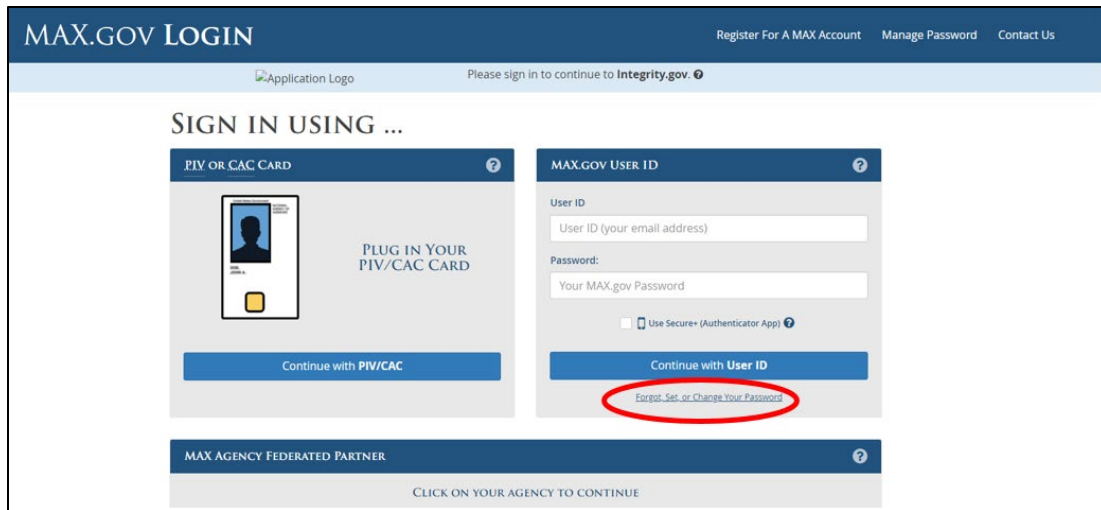 MAX.GOV LOGIN
Register For A MAX Account Manage Password Contact Us
Application Logo
Please sign in to continue to Integrity.gov.
SIGN IN USING ...
PIV OR CAC CARD
PLUG IN YOUR
PIV/CAC CARD
Continue with PIV/CAC
MAX.GOV USER ID
User ID
User ID (your email address)
Password:
Your MAX.gov Password
Use Secure+ (Authenticator App)
Continue with User ID
Forgot, Set, or Change Your Password
MAX AGENCY FEDERATED PARTNER
CLICK ON YOUR AGENCY TO CONTINUE